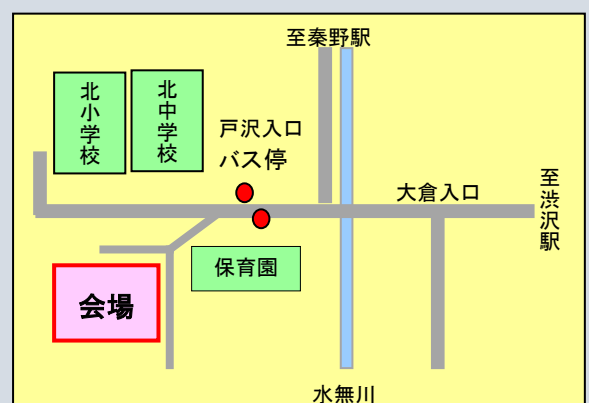 至秦野駅
北小学校
北中学校
戸沢入口
バス停
大倉入口
至渋沢駅
保育園
会場
水無川